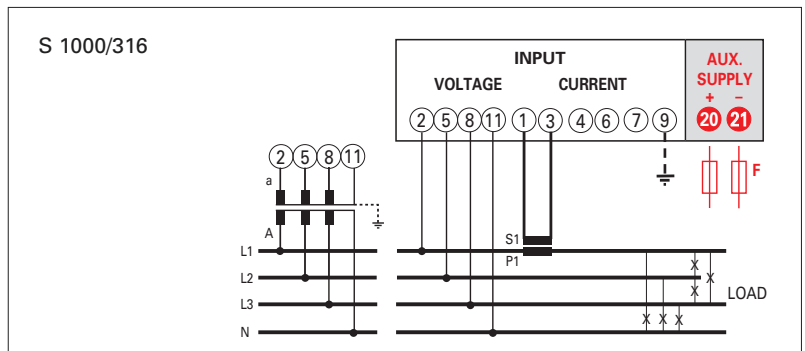 S 1000/316
INPUT
AUX.
SUPPLY
VOLTAGE CURRENT
+ −
2 5 8 11 1 3 4 6 7 9 20 21
2 5 8 11
F
a
A
S1
P1
L1
L2
L3
N
X
X
X
X X X
LOAD